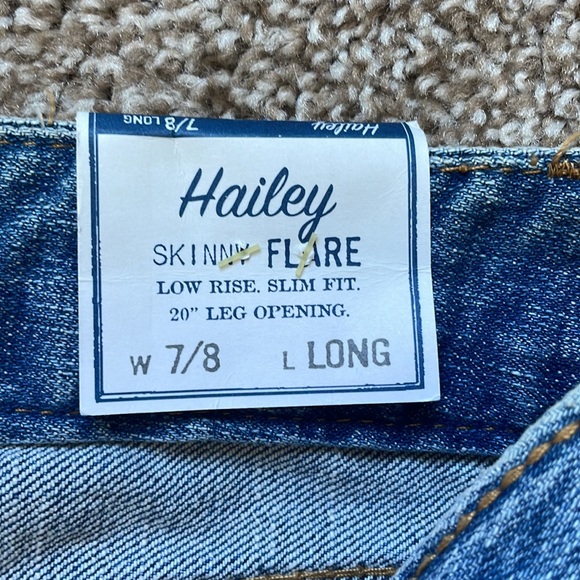 7/8 LONG Hailey
Hailey
SKINNY FLARE
LOW RISE. SLIM FIT.
20" LEG OPENING.
W 7/8 L LONG